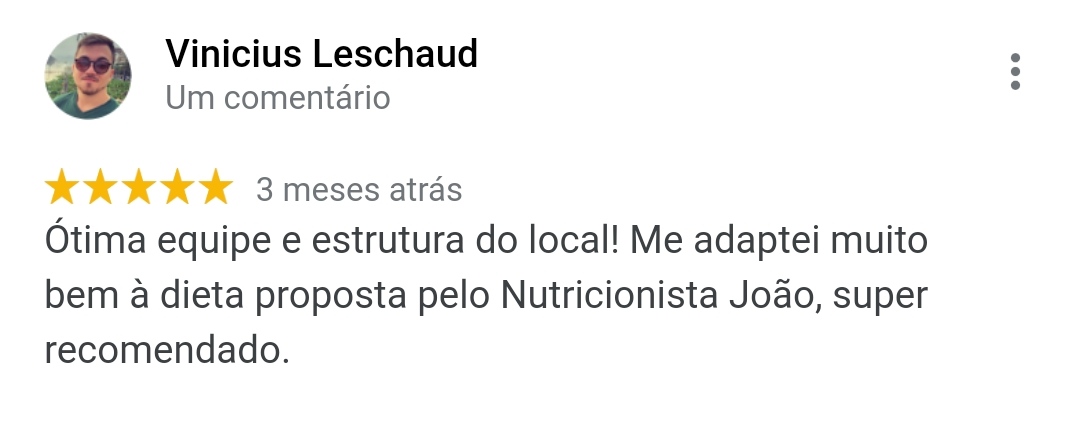 Vinicius Leschaud
Um comentário
3 meses atrás
Ótima equipe e estrutura do local! Me adaptei muito
bem à dieta proposta pelo Nutricionista João, super
recomendado.